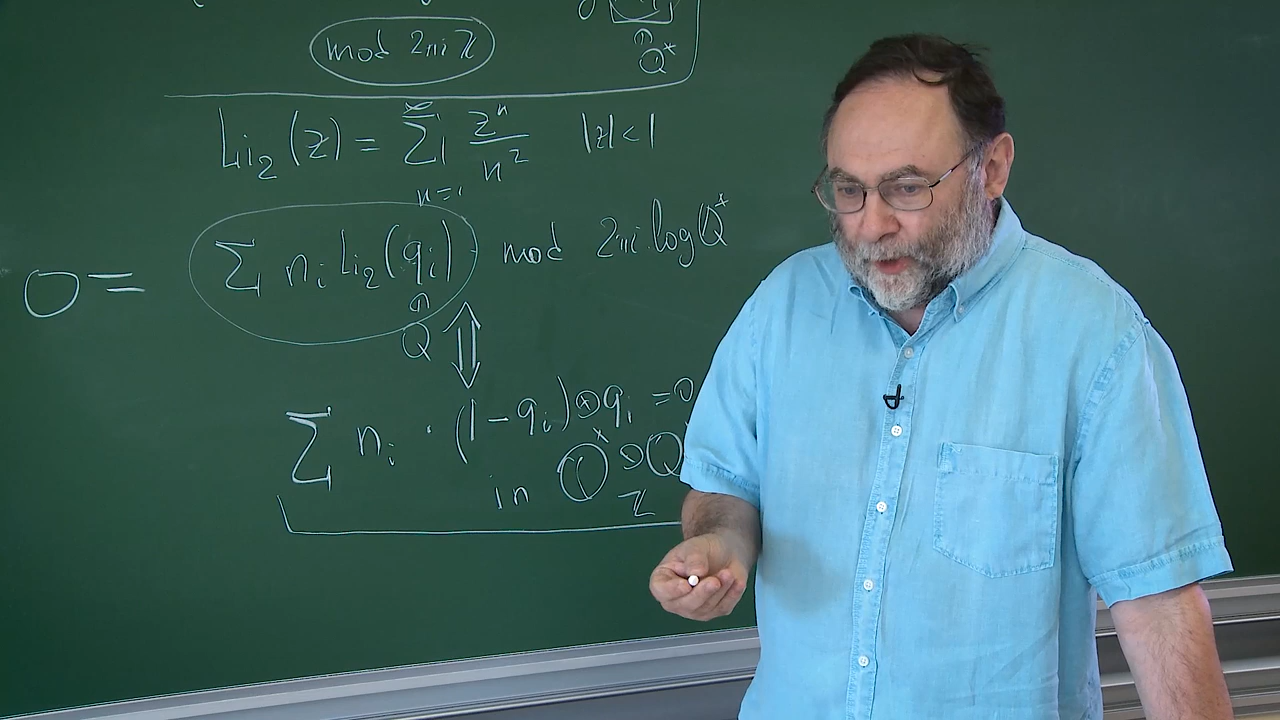 mod 2πi ℤ
Q*
Li₂(z) = ∑ zⁿ/n² |z|<1
n=1
0 = ∑ nᵢ Li₂(qᵢ) mod 2πi·log Q*
Q
∑ nᵢ · (1-qᵢ)⊗qᵢ = 0
in Q*⊗Q
ℤ